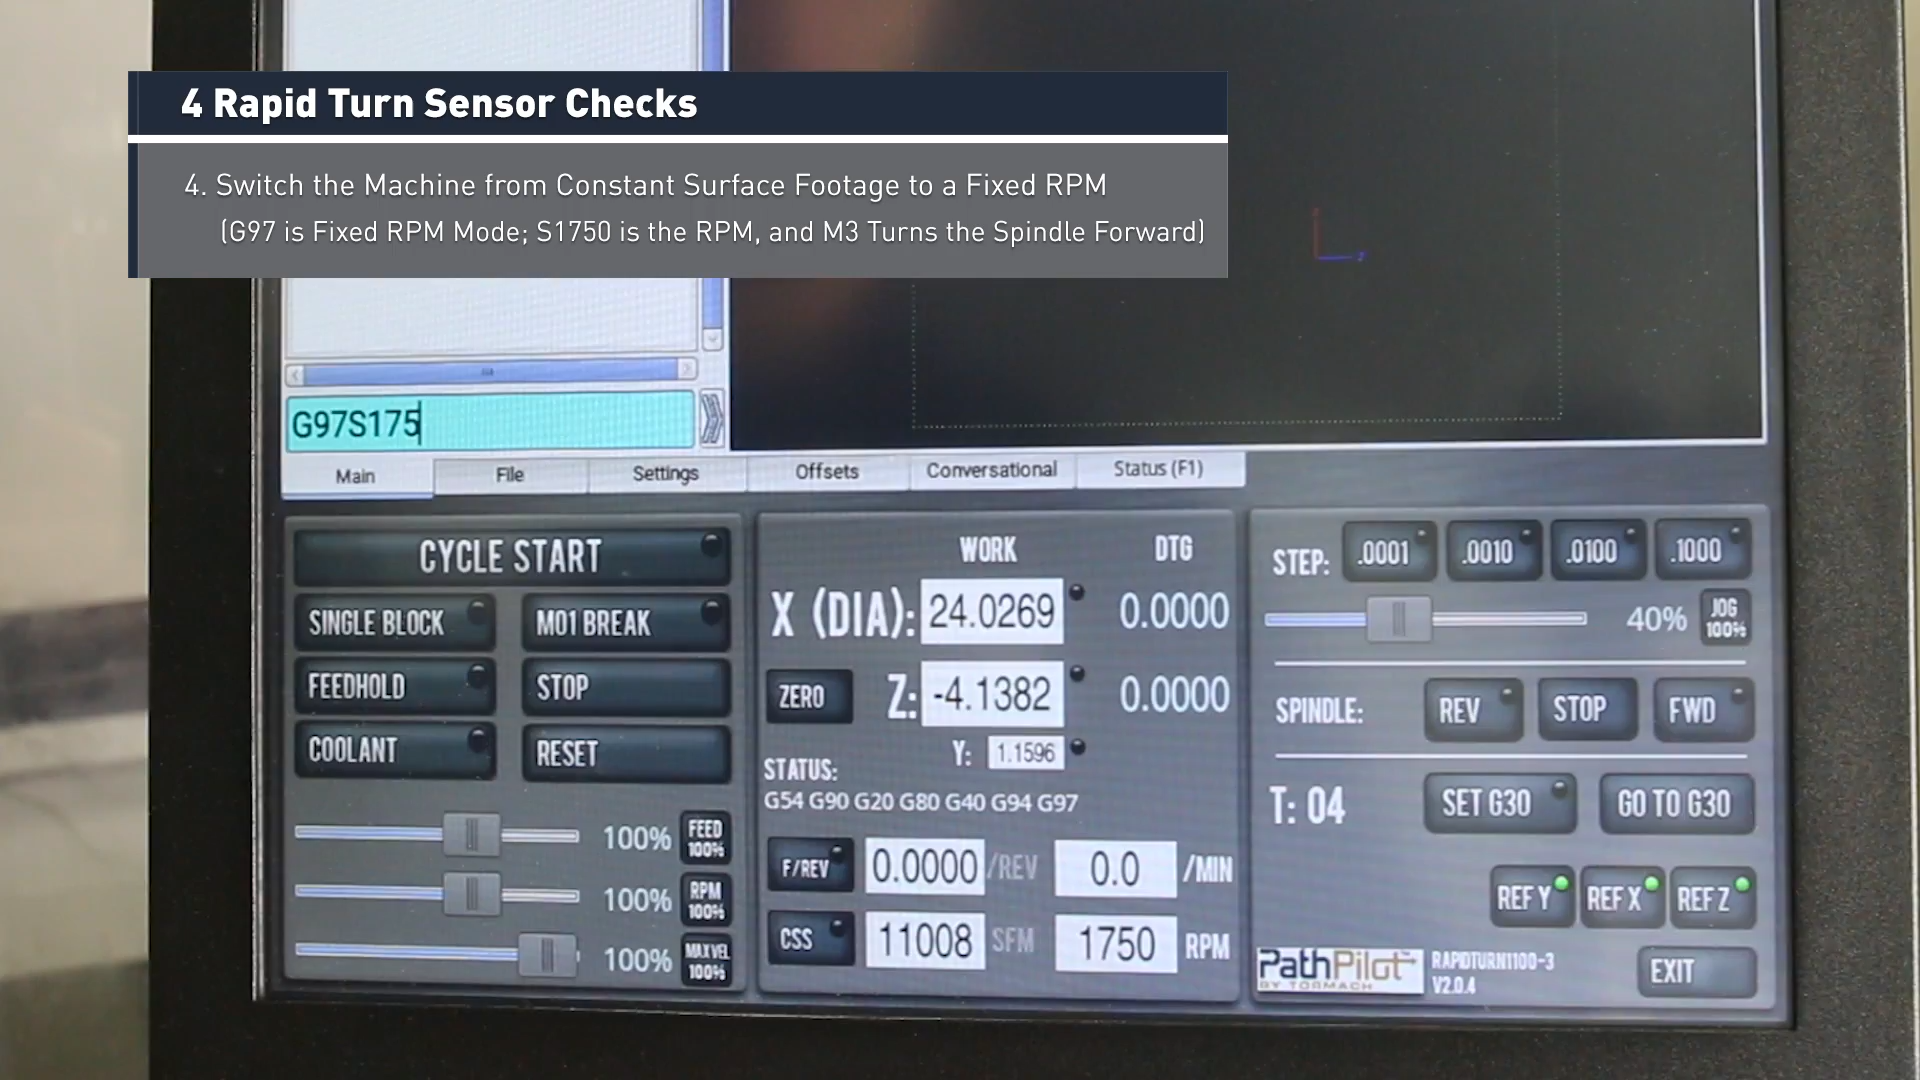 4 Rapid Turn Sensor Checks
4. Switch the Machine from Constant Surface Footage to a Fixed RPM
(G97 is Fixed RPM Mode; S1750 is the RPM, and M3 Turns the Spindle Forward)
G97S175
Main File Settings Offsets Conversational Status (F1)
CYCLE START
SINGLE BLOCK M01 BREAK
FEEDHOLD STOP
COOLANT RESET
100% FEED 100%
100% RPM 100%
100% MAX VEL 100%
WORK DTG
X (DIA): 24.0269 0.0000
ZERO Z: -4.1382 0.0000
Y: 1.1596
STATUS:
G54 G90 G20 G80 G40 G94 G97
F/REV 0.0000 /REV 0.0 /MIN
CSS 11008 SFM 1750 RPM
STEP: .0001 .0010 .0100 .1000
40% JOG 100%
SPINDLE: REV STOP FWD
T: 04 SET G30 GO TO G30
REF Y REF X REF Z
PathPilot RAPIDTURN1100-3
BY TORMACH V2.0.4
EXIT